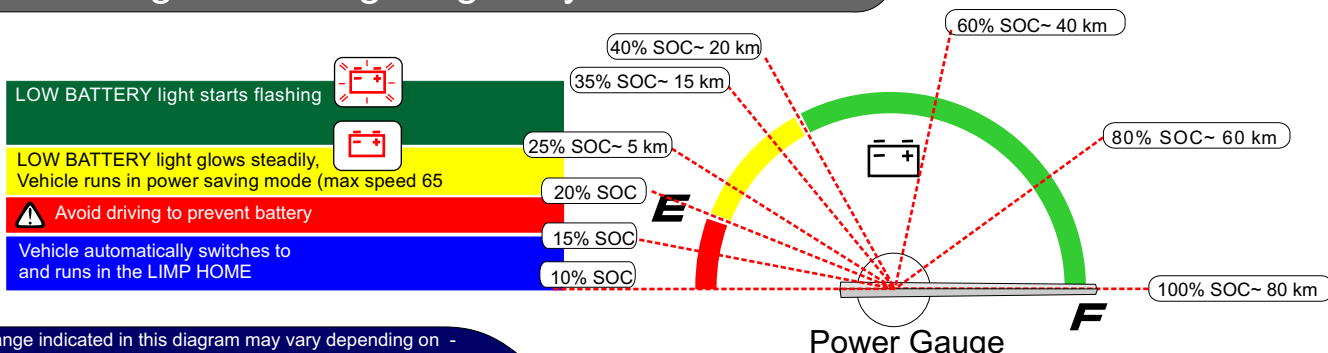 LOW BATTERY light starts flashing
LOW BATTERY light glows steadily,
Vehicle runs in power saving mode (max speed 65
Avoid driving to prevent battery
Vehicle automatically switches to
and runs in the LIMP HOME
60% SOC~ 40 km
40% SOC~ 20 km
35% SOC~ 15 km
25% SOC~ 5 km
20% SOC
15% SOC
10% SOC
80% SOC~ 60 km
100% SOC~ 80 km
E
F
Power Gauge
indicated in this diagram may vary depending on -